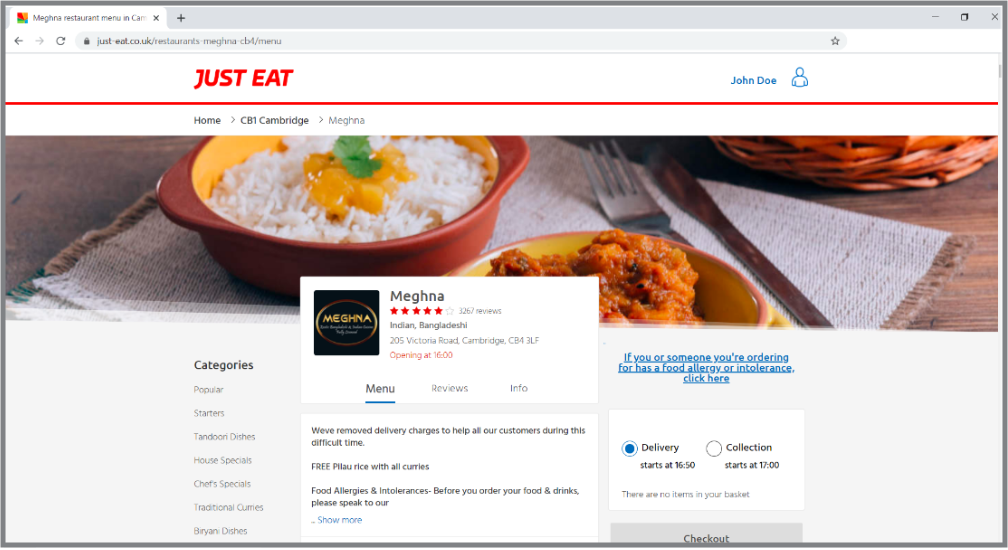 Meghna restaurant menu in Cam
just-eat.co.uk/restaurants-meghna-cb4/menu
JUST EAT
John Doe
Home > CB1 Cambridge > Meghna
MEGHNA
Meghna
3267 reviews
Indian, Bangladeshi
205 Victoria Road, Cambridge, CB4 3LF
Opening at 16:00
Menu Reviews Info
Categories
Popular
Starters
Tandoori Dishes
House Specials
Chef's Specials
Traditional Curries
Biryani Dishes
Weve removed delivery charges to help all our customers during this
difficult time.
FREE Pilau rice with all curries
Food Allergies & Intolerances- Before you order your food & drinks,
please speak to our
... Show more
If you or someone you're ordering
for has a food allergy or intolerance,
click here
Delivery Collection
starts at 16:50 starts at 17:00
There are no items in your basket
Checkout